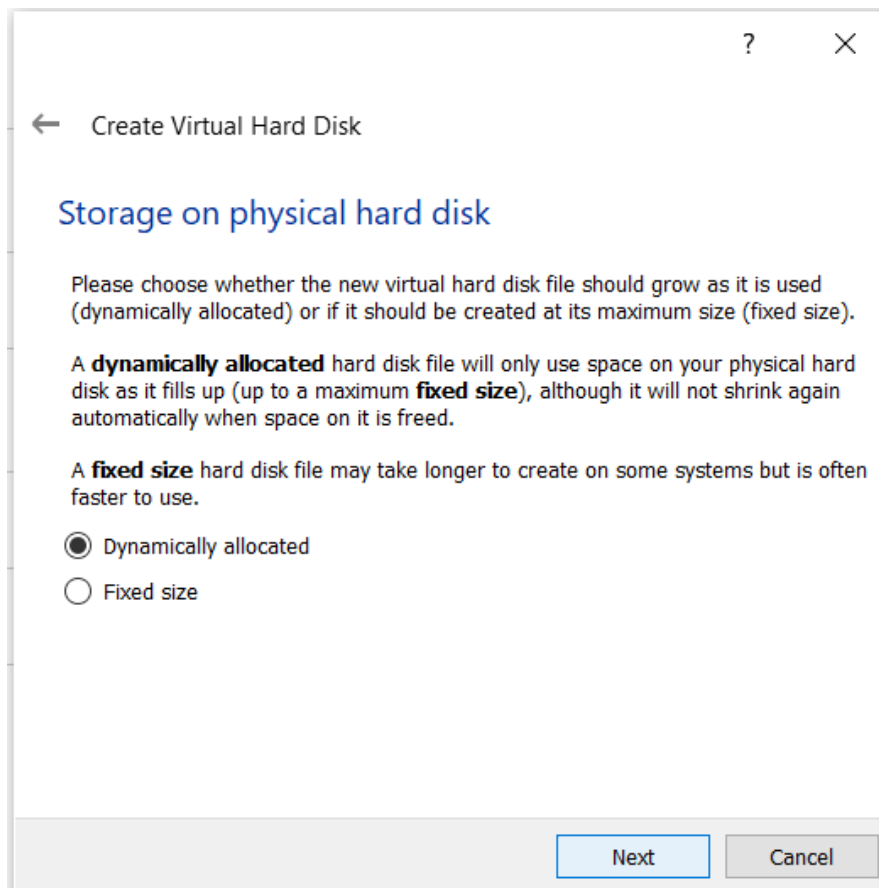 ?
Create Virtual Hard Disk
Storage on physical hard disk
Please choose whether the new virtual hard disk file should grow as it is used
(dynamically allocated) or if it should be created at its maximum size (fixed size).
A dynamically allocated hard disk file will only use space on your physical hard
disk as it fills up (up to a maximum fixed size), although it will not shrink again
automatically when space on it is freed.
A fixed size hard disk file may take longer to create on some systems but is often
faster to use.
Dynamically allocated
Fixed size
Next Cancel